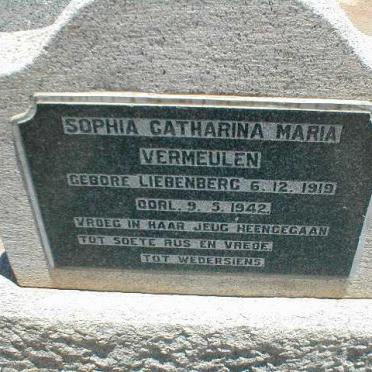 SOPHIA CATHARINA MARIA
VERMEULEN
GEBORE LIEBENBERG 6.12.1919
OORL. 9.5.1942.
VROEG IN HAAR JEUG HEENGEGAAN
TOT SOETE RUS EN VREDE.
TOT WEDERSIENS